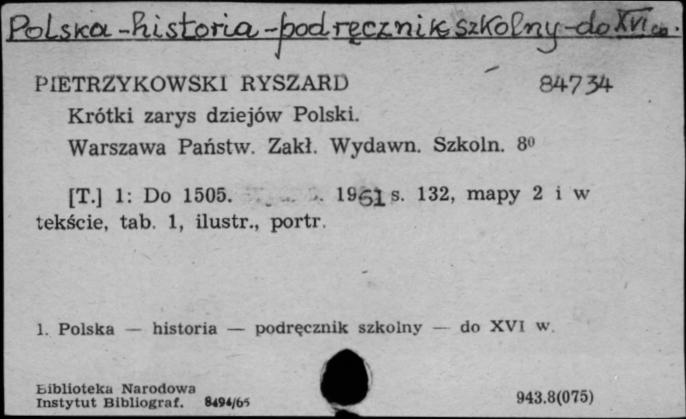 Polska - historia - podręcznik szkolny - do XVI w.
PIETRZYKOWSKI RYSZARD 84734
Krótki zarys dziejów Polski.
Warszawa Państw. Zakł. Wydawn. Szkoln. 8⁰
[T.] 1: Do 1505. 1961 s. 132, mapy 2 i w
tekście, tab. 1, ilustr., portr.
1. Polska — historia — podręcznik szkolny — do XVI w.
Biblioteka Narodowa
Instytut Bibliograf. 8494/65 943.8(075)